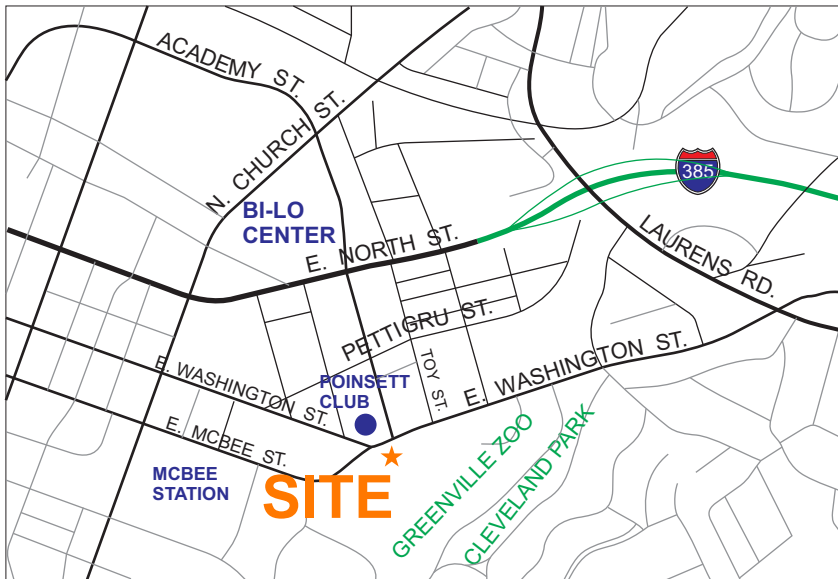 ACADEMY ST.
N. CHURCH ST.
385
BI-LO
CENTER
E. NORTH ST.
LAURENS RD.
PETTIGRU ST.
TOY ST.
E. WASHINGTON ST.
E. WASHINGTON ST.
POINSETT
CLUB
E. MCBEE ST.
MCBEE
STATION
SITE
GREENVILLE ZOO
CLEVELAND PARK